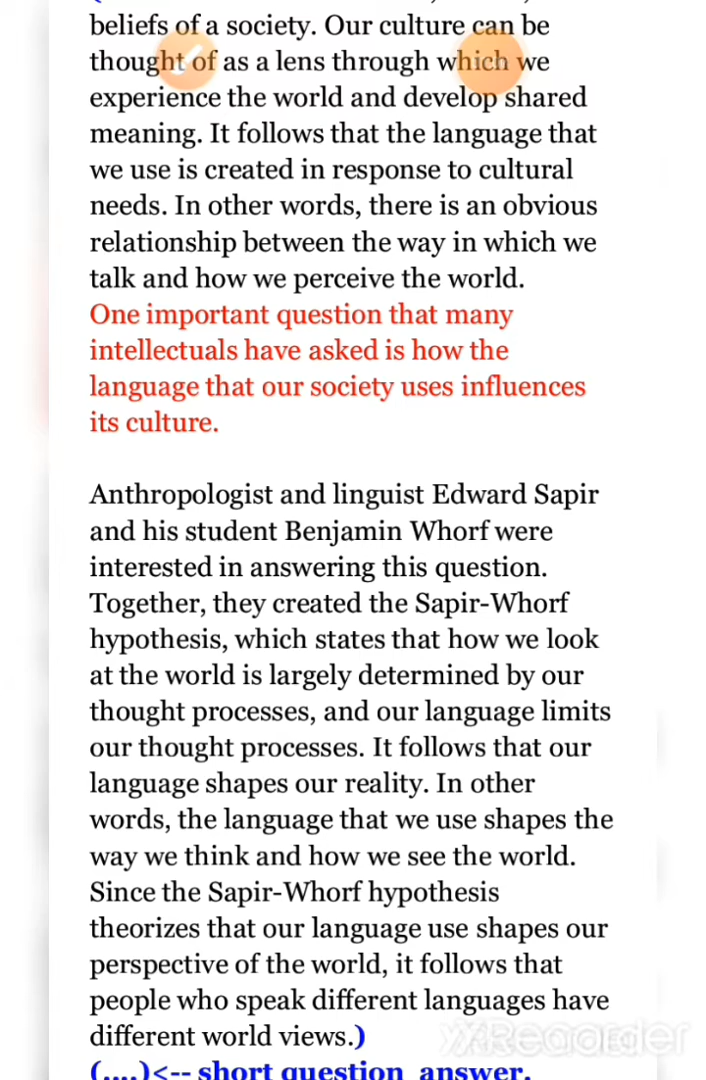 beliefs of a society. Our culture can be
thought of as a lens through which we
experience the world and develop shared
meaning. It follows that the language that
we use is created in response to cultural
needs. In other words, there is an obvious
relationship between the way in which we
talk and how we perceive the world.
One important question that many
intellectuals have asked is how the
language that our society uses influences
its culture.
Anthropologist and linguist Edward Sapir
and his student Benjamin Whorf were
interested in answering this question.
Together, they created the Sapir-Whorf
hypothesis, which states that how we look
at the world is largely determined by our
thought processes, and our language limits
our thought processes. It follows that our
language shapes our reality. In other
words, the language that we use shapes the
way we think and how we see the world.
Since the Sapir-Whorf hypothesis
theorizes that our language use shapes our
perspective of the world, it follows that
people who speak different languages have
different world views.)
(....)<-- short question answer.